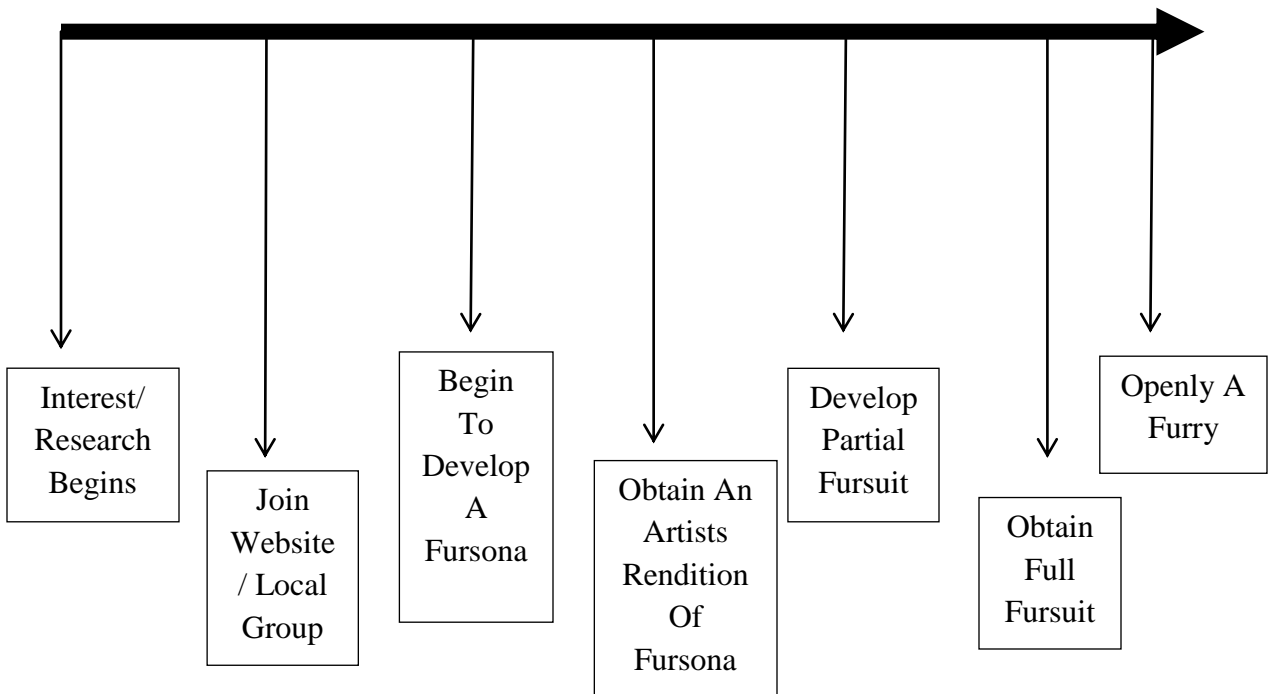 Interest/
Research
Begins
Join
Website
/ Local
Group
Begin
To
Develop
A
Fursona
Obtain An
Artists
Rendition
Of
Fursona
Develop
Partial
Fursuit
Obtain
Full
Fursuit
Openly A
Furry